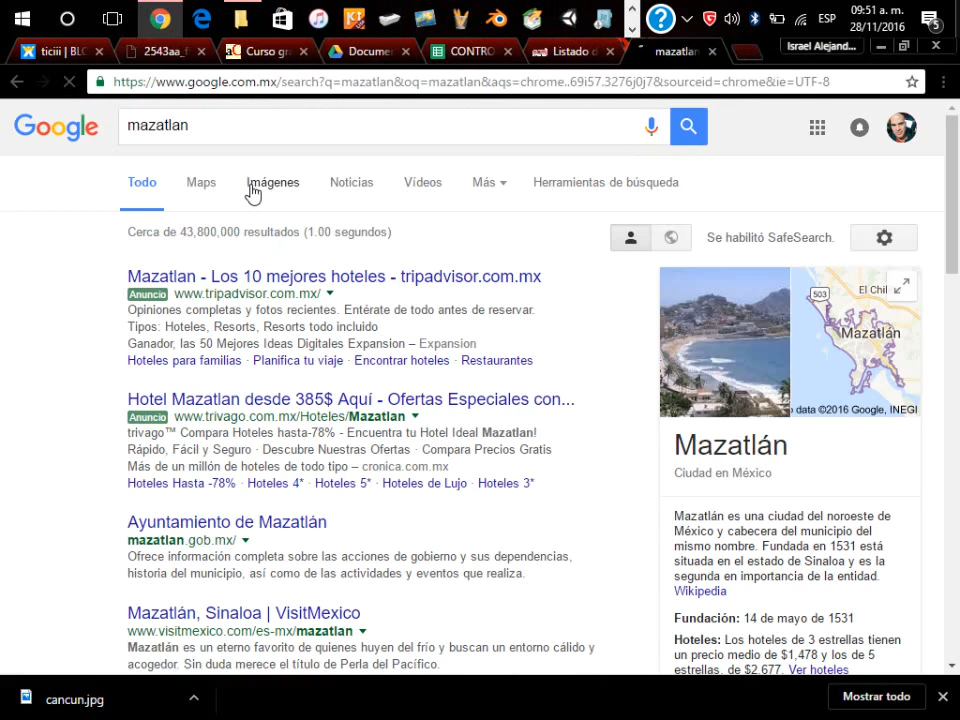 09:51 a. m.
ESP
28/11/2016
5
ticiii | BL
2543aa_f
Curso gra
Documen
CONTRO
Listado d
mazatlan
Israel Alejand...
https://www.google.com.mx/search?q=mazatlan&oq=mazatlan&aqs=chrome..69i57.3276j0j7&sourceid=chrome&ie=UTF-8
Google
mazatlan
Todo Maps Imágenes Noticias Vídeos Más Herramientas de búsqueda
Cerca de 43,800,000 resultados (1.00 segundos)
Se habilitó SafeSearch.
Mazatlan - Los 10 mejores hoteles - tripadvisor.com.mx
Anuncio www.tripadvisor.com.mx/
Opiniones completas y fotos recientes. Entérate de todo antes de reservar.
Tipos: Hoteles, Resorts, Resorts todo incluido
Ganador, las 50 Mejores Ideas Digitales Expansion – Expansion
Hoteles para familias · Planifica tu viaje · Encontrar hoteles · Restaurantes
Hotel Mazatlan desde 385$ Aquí - Ofertas Especiales con...
Anuncio www.trivago.com.mx/Hoteles/Mazatlan
trivago™ Compara Hoteles hasta-78% - Encuentra tu Hotel Ideal Mazatlan!
Rápido, Fácil y Seguro · Descubre Nuestras Ofertas · Compara Precios Gratis
Más de un millón de hoteles de todo tipo – cronica.com.mx
Hoteles Hasta -78% · Hoteles 4* · Hoteles 5* · Hoteles de Lujo · Hoteles 3*
Ayuntamiento de Mazatlán
mazatlan.gob.mx/
Ofrece información completa sobre las acciones de gobierno y sus dependencias,
historia del municipio, así como de las actividades y eventos que realiza.
Mazatlán, Sinaloa | VisitMexico
www.visitmexico.com/es-mx/mazatlan
Mazatlán es un eterno favorito de quienes huyen del frío y buscan un entorno cálido y
acogedor. Sin duda merece el título de Perla del Pacífico.
503
El Chil
Mazatlán
data ©2016 Google, INEGI
Mazatlán
Ciudad en México
Mazatlán es una ciudad del noroeste de
México y cabecera del municipio del
mismo nombre. Fundada en 1531 está
situada en el estado de Sinaloa y es la
segunda en importancia de la entidad.
Wikipedia
Fundación: 14 de mayo de 1531
Hoteles: Los hoteles de 3 estrellas tienen
un precio medio de $1,478 y los de 5
estrellas, de $2,677. Ver hoteles
cancun.jpg
Mostrar todo